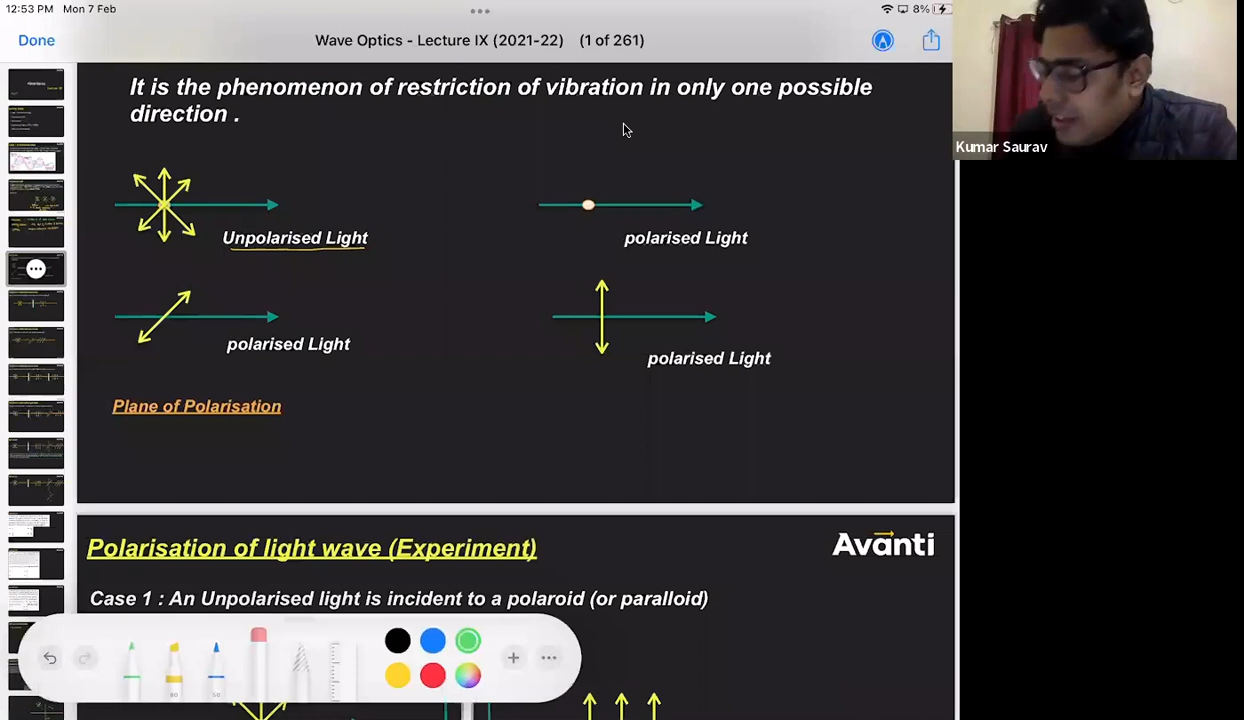 12:53 PM Mon 7 Feb
8%
Done
Wave Optics - Lecture IX (2021-22) (1 of 261)
It is the phenomenon of restriction of vibration in only one possible
direction .
Kumar Saurav
Unpolarised Light
polarised Light
polarised Light
polarised Light
Plane of Polarisation
Polarisation of light wave (Experiment)
Avanti
Case 1 : An Unpolarised light is incident to a polaroid (or paralloid)